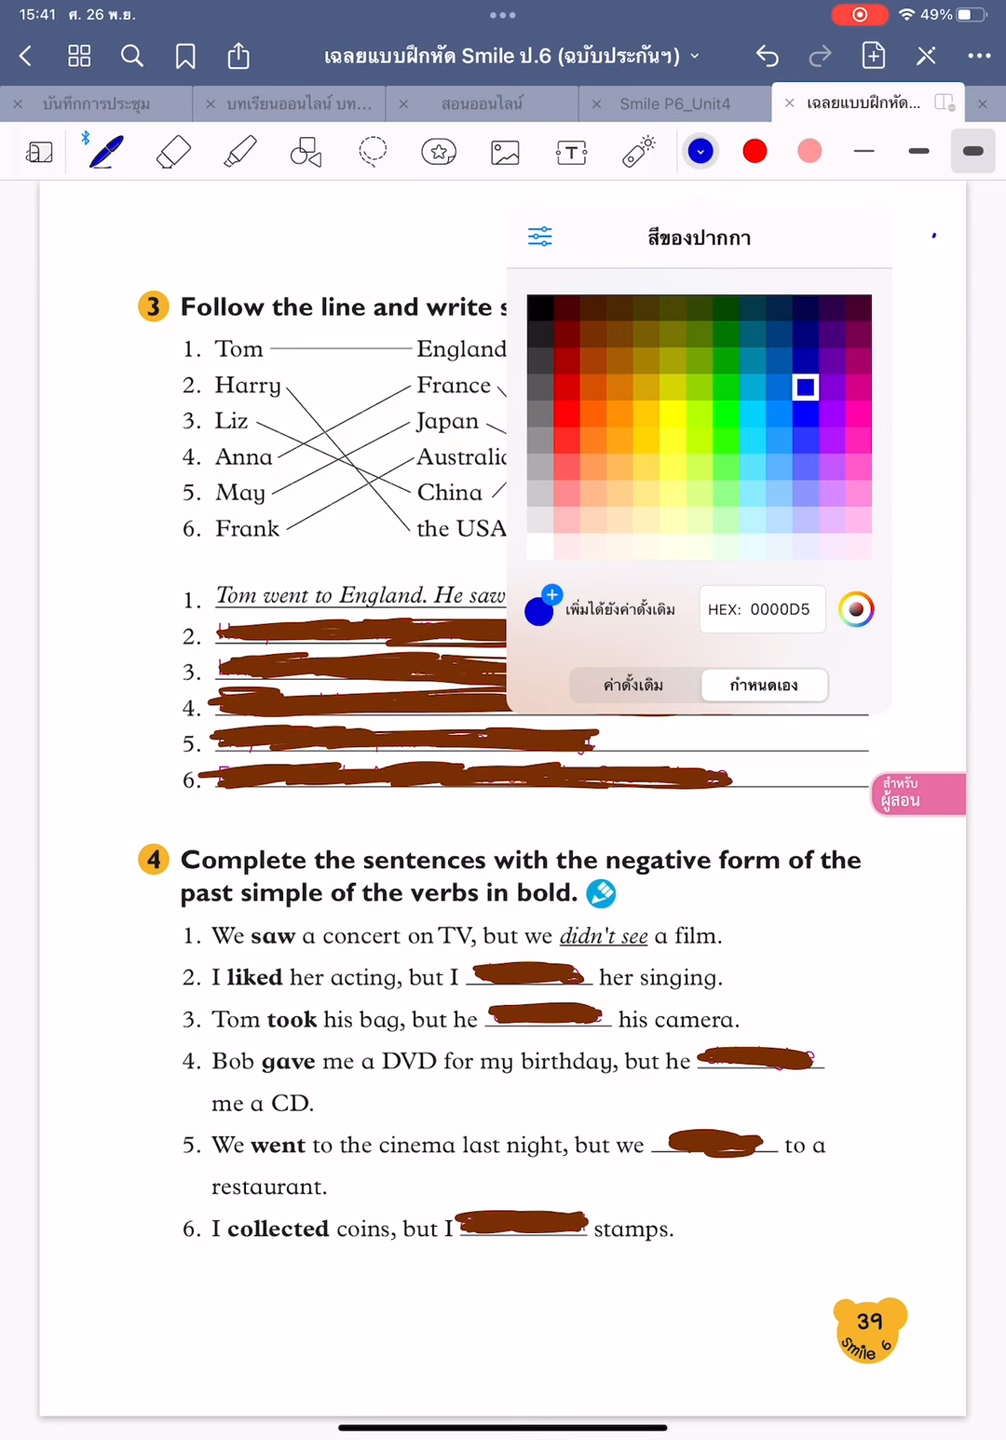 15:41 ศ. 26 พ.ย. 49%
เฉลยแบบฝึกหัด Smile ป.6 (ฉบับประกันฯ)
บันทึกการประชุม บทเรียนออนไลน์ บท... สอนออนไลน์ Smile P6_Unit4 เฉลยแบบฝึกหัด...
สีของปากกา
3 Follow the line and write s
1. Tom England
2. Harry France
3. Liz Japan
4. Anna Australia
5. May China
6. Frank the USA
1. Tom went to England. He saw
2.
3.
4.
5.
6.
เพิ่มไปยังค่าดั้งเดิม HEX: 0000D5
ค่าดั้งเดิม กำหนดเอง
สำหรับ
ผู้สอน
4 Complete the sentences with the negative form of the
past simple of the verbs in bold.
1. We saw a concert on TV, but we didn't see a film.
2. I liked her acting, but I her singing.
3. Tom took his bag, but he his camera.
4. Bob gave me a DVD for my birthday, but he
me a CD.
5. We went to the cinema last night, but we to a
restaurant.
6. I collected coins, but I stamps.
39
Smile 6